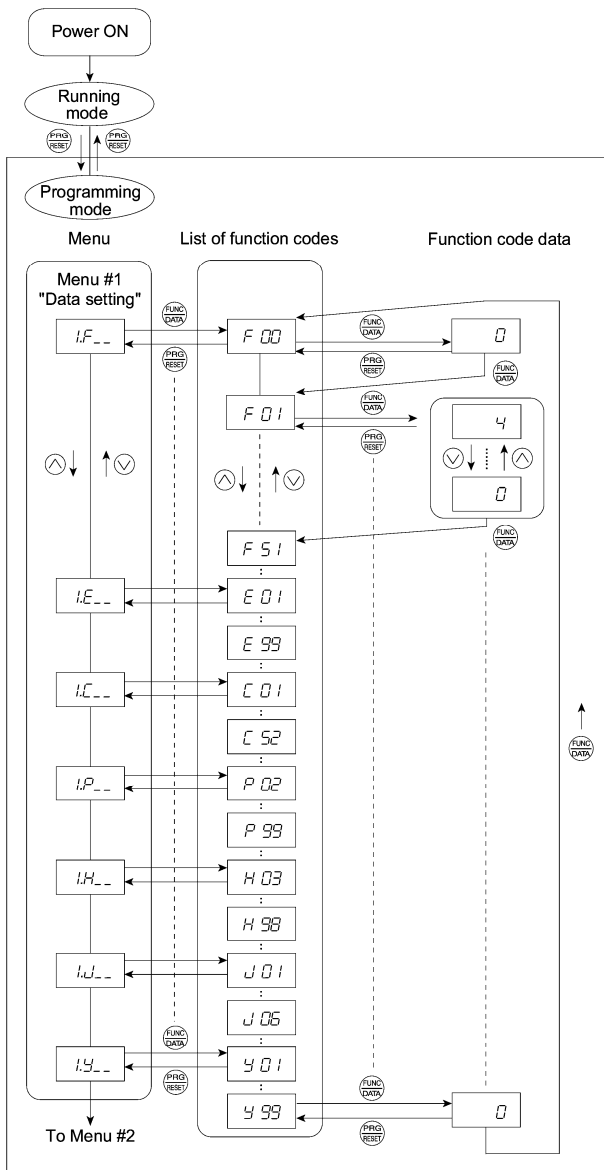 Power ON
Running
mode
PRG
RESET
PRG
RESET
Programming
mode
Menu
List of function codes
Function code data
Menu #1
"Data setting"
FUNC
DATA
1.F__
F 00
FUNC
DATA
0
PRG
RESET
PRG
RESET
FUNC
DATA
F 01
FUNC
DATA
4
PRG
RESET
0
FUNC
DATA
F 51
1.E__
E 01
E 99
1.C__
C 01
C 52
FUNC
DATA
1.P__
P 02
P 99
1.H__
H 03
H 98
1.J__
J 01
J 06
FUNC
DATA
1.y__
y 01
PRG
RESET
FUNC
DATA
y 99
0
PRG
RESET
To Menu #2